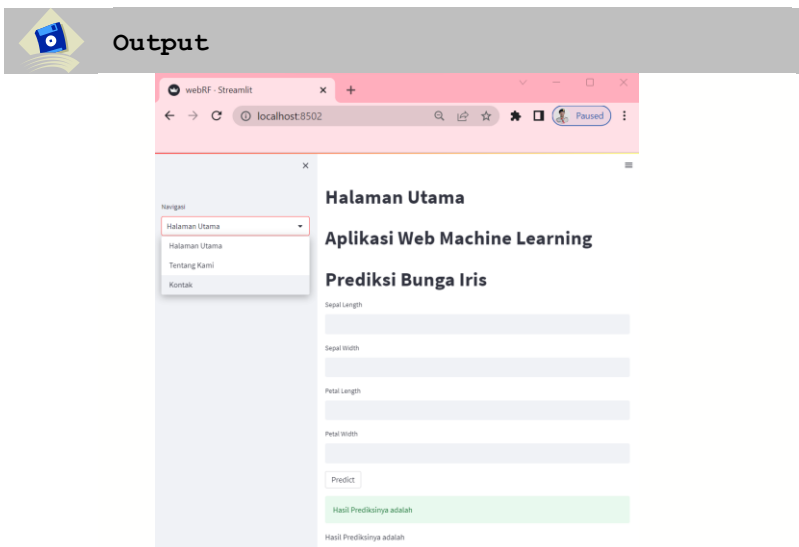 Output
webRF - Streamlit
localhost:8502
Paused
Navigasi
Halaman Utama
Halaman Utama
Tentang Kami
Kontak
Halaman Utama
Aplikasi Web Machine Learning
Prediksi Bunga Iris
Sepal Length
Sepal Width
Petal Length
Petal Width
Predict
Hasil Prediksinya adalah
Hasil Prediksinya adalah